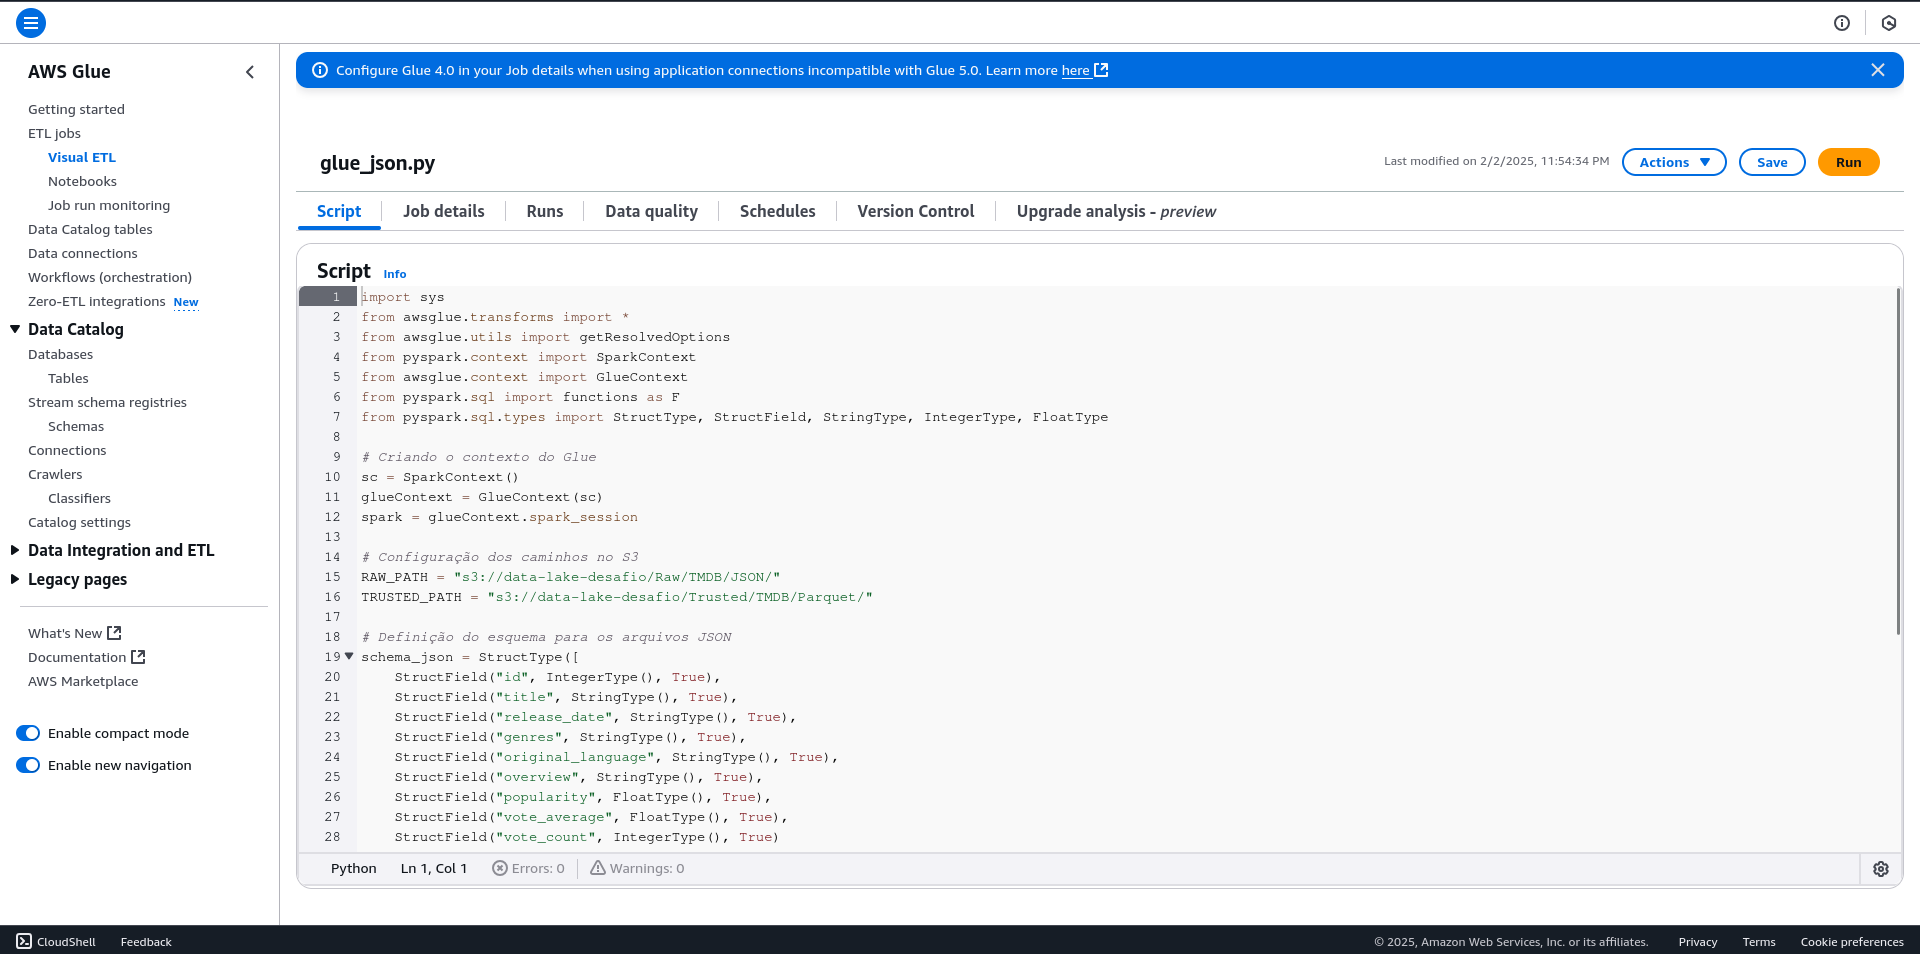 AWS Glue
Getting started
ETL jobs
Visual ETL
Notebooks
Job run monitoring
Data Catalog tables
Data connections
Workflows (orchestration)
Zero-ETL integrations New
Data Catalog
Databases
Tables
Stream schema registries
Schemas
Connections
Crawlers
Classifiers
Catalog settings
Data Integration and ETL
Legacy pages
What's New
Documentation
AWS Marketplace
Enable compact mode
Enable new navigation
Configure Glue 4.0 in your Job details when using application connections incompatible with Glue 5.0. Learn more here
glue_json.py
Last modified on 2/2/2025, 11:54:34 PM
Actions
Save
Run
Script
Job details
Runs
Data quality
Schedules
Version Control
Upgrade analysis - preview
Script Info
1 import sys
2 from awsglue.transforms import *
3 from awsglue.utils import getResolvedOptions
4 from pyspark.context import SparkContext
5 from awsglue.context import GlueContext
6 from pyspark.sql import functions as F
7 from pyspark.sql.types import StructType, StructField, StringType, IntegerType, FloatType
8
9 # Criando o contexto do Glue
10 sc = SparkContext()
11 glueContext = GlueContext(sc)
12 spark = glueContext.spark_session
13
14 # Configuração dos caminhos no S3
15 RAW_PATH = "s3://data-lake-desafio/Raw/TMDB/JSON/"
16 TRUSTED_PATH = "s3://data-lake-desafio/Trusted/TMDB/Parquet/"
17
18 # Definição do esquema para os arquivos JSON
19 schema_json = StructType([
20     StructField("id", IntegerType(), True),
21     StructField("title", StringType(), True),
22     StructField("release_date", StringType(), True),
23     StructField("genres", StringType(), True),
24     StructField("original_language", StringType(), True),
25     StructField("overview", StringType(), True),
26     StructField("popularity", FloatType(), True),
27     StructField("vote_average", FloatType(), True),
28     StructField("vote_count", IntegerType(), True)
Python Ln 1, Col 1 Errors: 0 Warnings: 0
CloudShell Feedback © 2025, Amazon Web Services, Inc. or its affiliates. Privacy Terms Cookie preferences